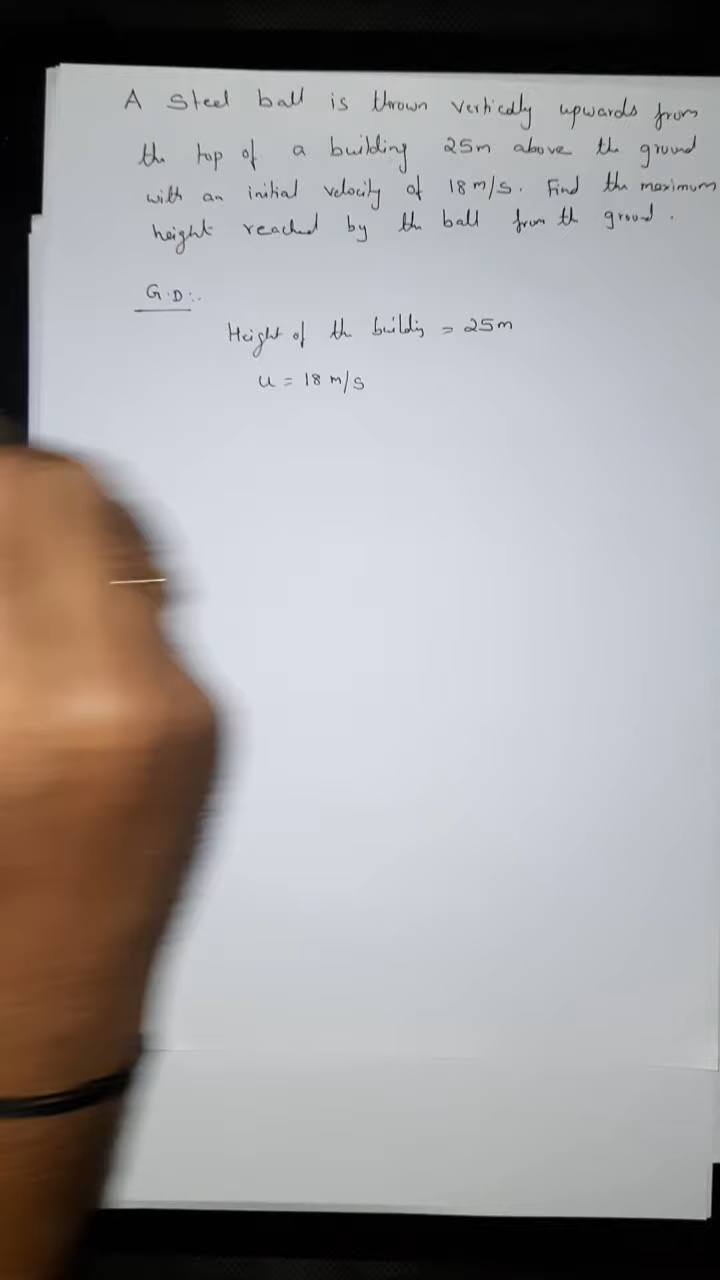 A steel ball is thrown vertically upwards from
the top of a building 25m above the ground
with an initial velocity of 18 m/s. Find the maximum
height reached by the ball from the ground.
G.D:-
Height of the building = 25m
u = 18 m/s